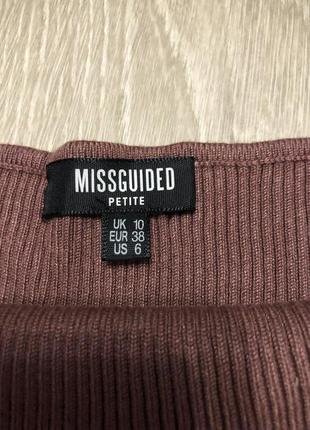 MISSGUIDED
PETITE
UK 10
EUR 38
US 6